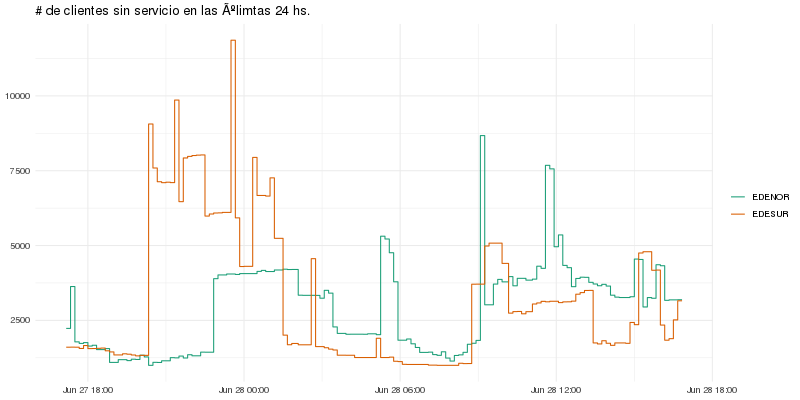 # de clientes sin servicio en las Ãºlimtas 24 hs.
10000
7500
5000
2500
EDENOR
EDESUR
Jun 27 18:00
Jun 28 00:00
Jun 28 06:00
Jun 28 12:00
Jun 28 18:00